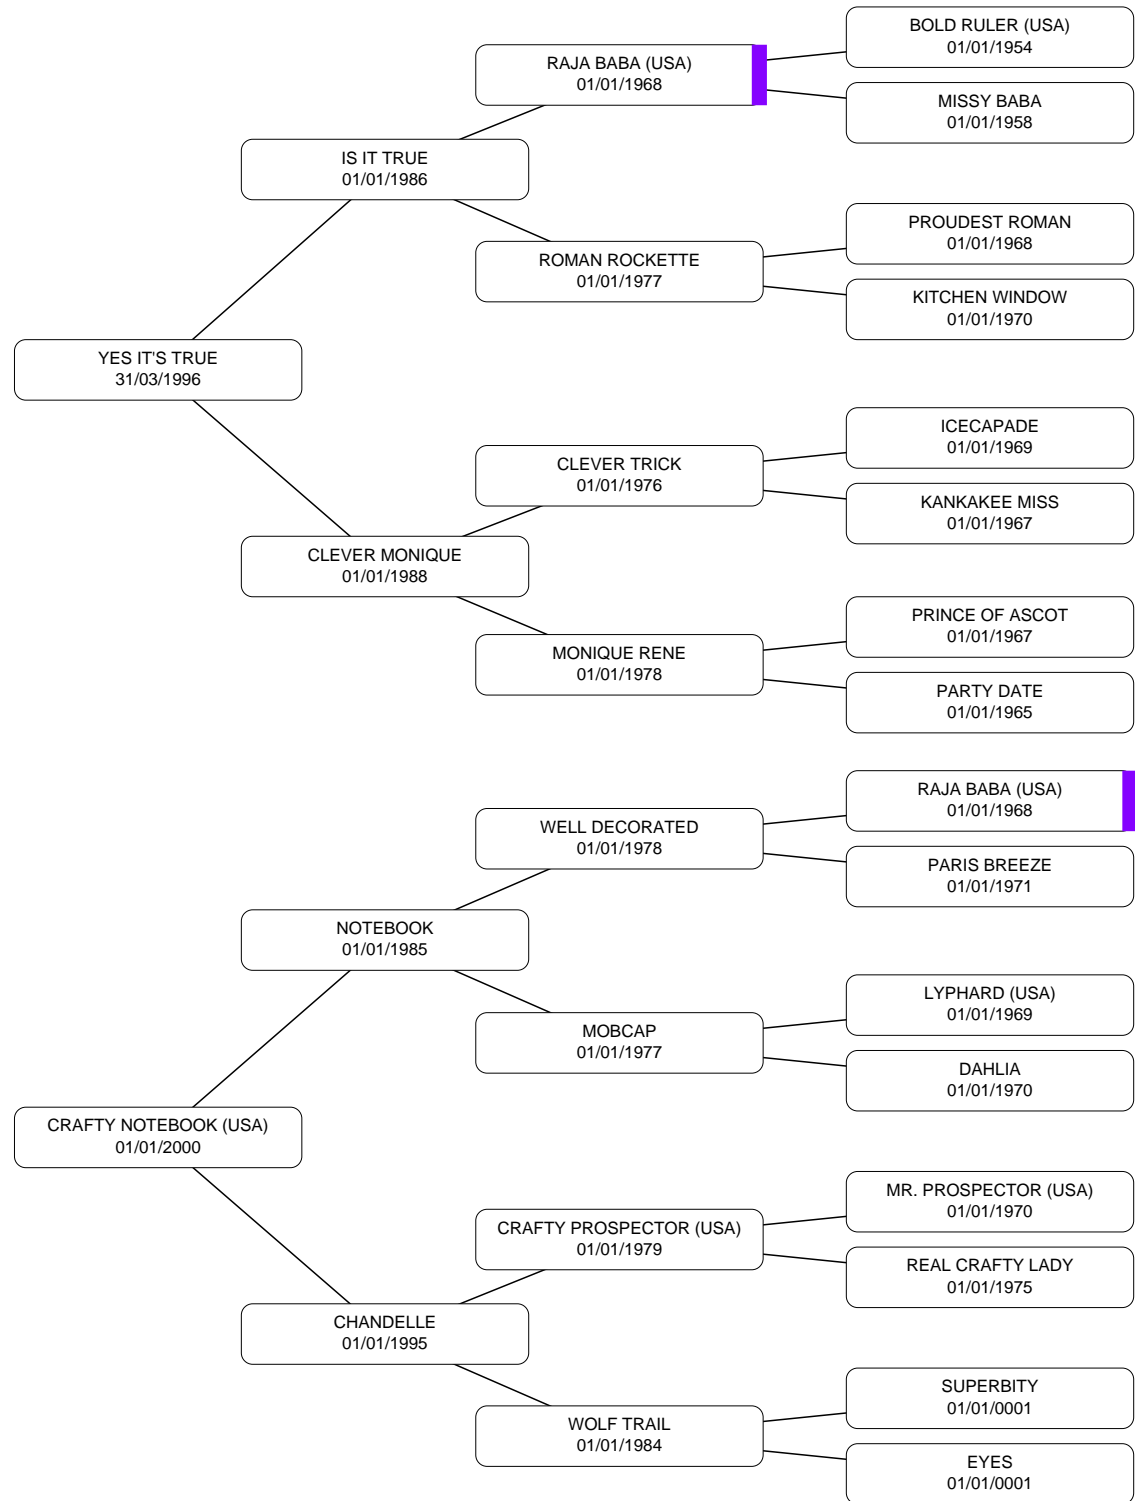 BOLD RULER (USA)
01/01/1954
RAJA BABA (USA)
01/01/1968
MISSY BABA
01/01/1958
IS IT TRUE
01/01/1986
PROUDEST ROMAN
01/01/1968
ROMAN ROCKETTE
01/01/1977
KITCHEN WINDOW
01/01/1970
YES IT'S TRUE
31/03/1996
ICECAPADE
01/01/1969
CLEVER TRICK
01/01/1976
KANKAKEE MISS
01/01/1967
CLEVER MONIQUE
01/01/1988
PRINCE OF ASCOT
01/01/1967
MONIQUE RENE
01/01/1978
PARTY DATE
01/01/1965
RAJA BABA (USA)
01/01/1968
WELL DECORATED
01/01/1978
PARIS BREEZE
01/01/1971
NOTEBOOK
01/01/1985
LYPHARD (USA)
01/01/1969
MOBCAP
01/01/1977
DAHLIA
01/01/1970
CRAFTY NOTEBOOK (USA)
01/01/2000
MR. PROSPECTOR (USA)
01/01/1970
CRAFTY PROSPECTOR (USA)
01/01/1979
REAL CRAFTY LADY
01/01/1975
CHANDELLE
01/01/1995
SUPERBITY
01/01/0001
WOLF TRAIL
01/01/1984
EYES
01/01/0001